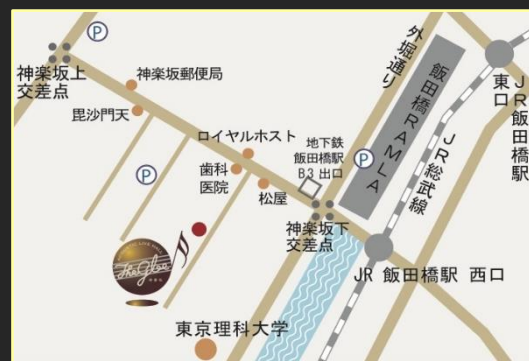 P
外堀通り
飯田橋RAMLA
神楽坂上
交差点
神楽坂郵便局
毘沙門天
ロイヤルホスト
地下鉄
飯田橋駅
B3 出口
P
P
歯科
医院
松屋
神楽坂下
交差点
JR総武線
JR飯田橋駅
東口
JR 飯田橋駅 西口
The Glee
東京理科大学